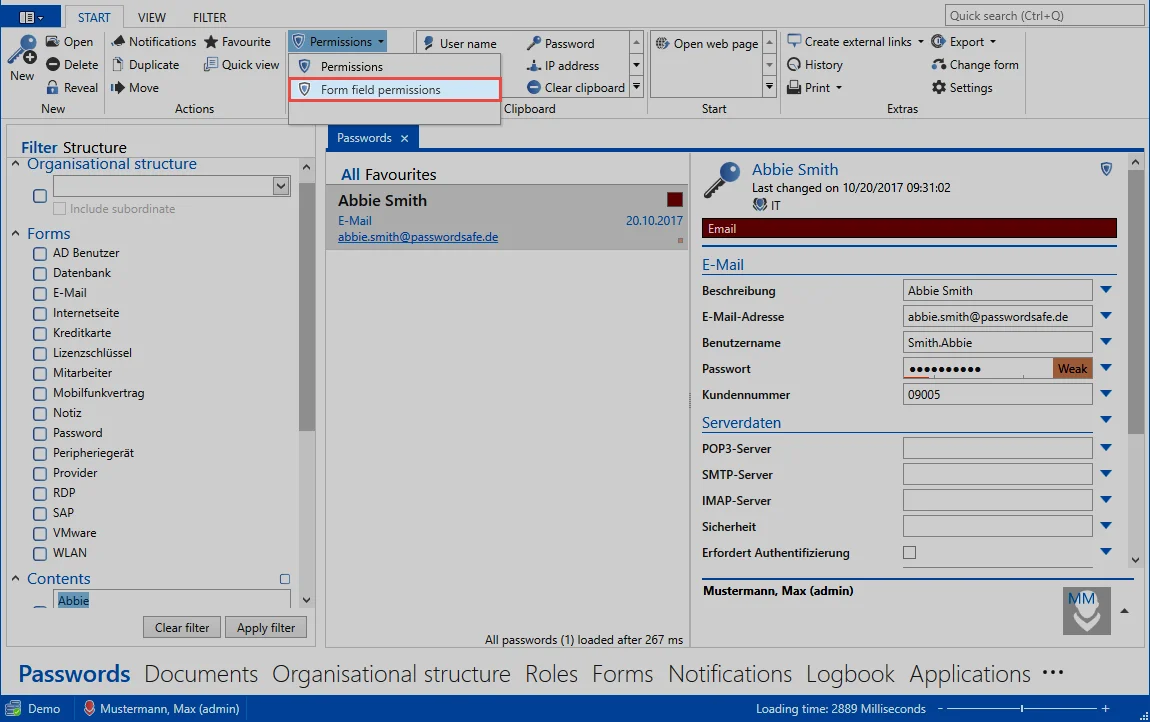 START VIEW FILTER
Quick search (Ctrl+Q)
New
Open
Delete
Reveal
New
Notifications
Duplicate
Move
Favourite
Quick view
Actions
Permissions
Permissions
Form field permissions
User name
Password
IP address
Clear clipboard
Clipboard
Open web page
Start
Create external links
History
Print
Export
Change form
Settings
Extras
Filter Structure
Organisational structure
Include subordinate
Forms
AD Benutzer
Datenbank
E-Mail
Internetseite
Kreditkarte
Lizenzschlüssel
Mitarbeiter
Mobilfunkvertrag
Notiz
Password
Peripheriegerät
Provider
RDP
SAP
VMware
WLAN
Contents
Abbie
Clear filter Apply filter
Passwords
All Favourites
Abbie Smith
E-Mail 20.10.2017
abbie.smith@passwordsafe.de
All passwords (1) loaded after 267 ms
Abbie Smith
Last changed on 10/20/2017 09:31:02
IT
Email
E-Mail
Beschreibung Abbie Smith
E-Mail-Adresse abbie.smith@passwordsafe.de
Benutzername Smith.Abbie
Passwort ●●●●●●●●●● Weak
Kundennummer 09005
Serverdaten
POP3-Server
SMTP-Server
IMAP-Server
Sicherheit
Erfordert Authentifizierung
Mustermann, Max (admin)
MM
Passwords Documents Organisational structure Roles Forms Notifications Logbook Applications ···
Demo Mustermann, Max (admin) Loading time: 2889 Milliseconds − +